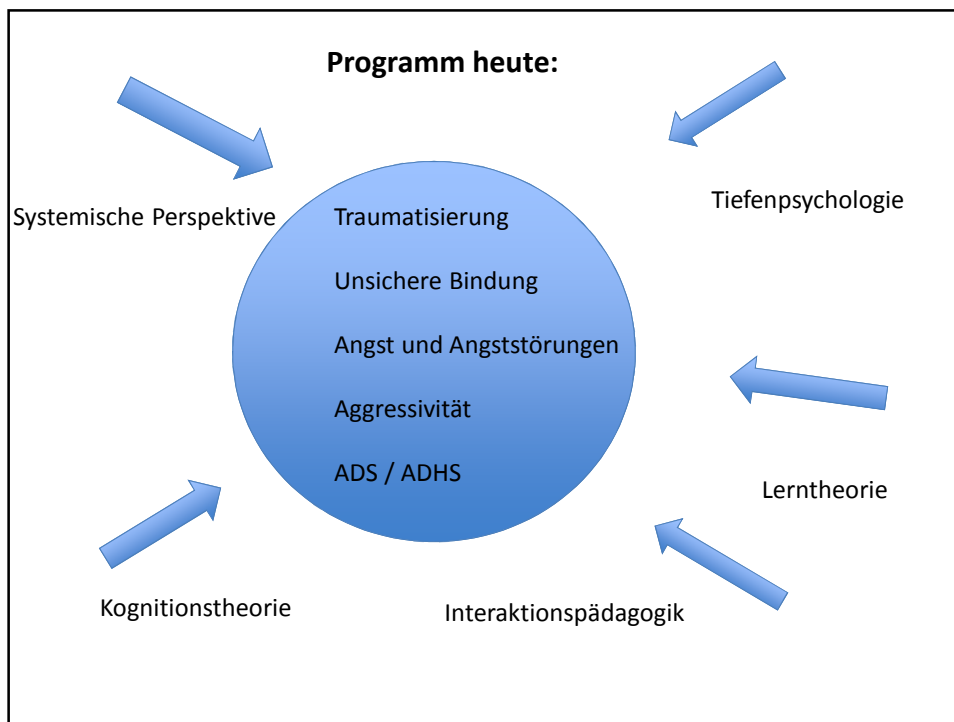 Programm heute:
Systemische Perspektive
Tiefenpsychologie
Traumatisierung
Unsichere Bindung
Angst und Angststörungen
Aggressivität
ADS / ADHS
Lerntheorie
Kognitionstheorie
Interaktionspädagogik